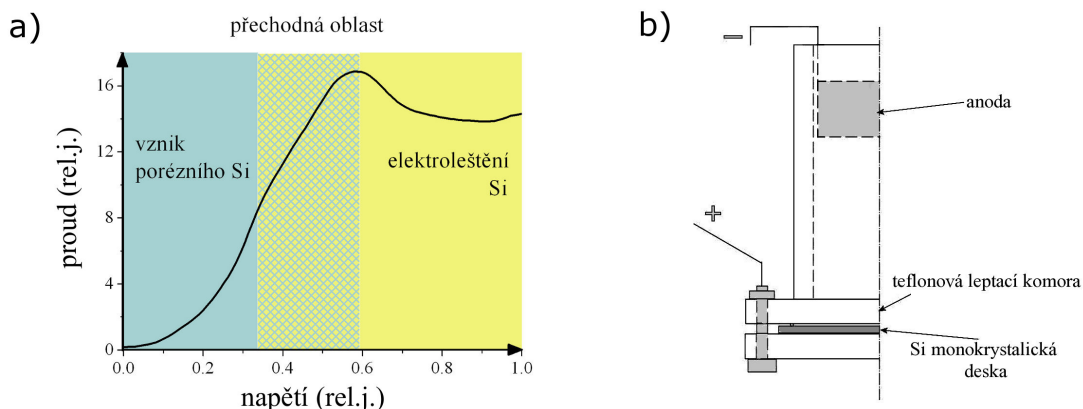 a)
přechodná oblast
16
12
8
4
0
proud (rel.j.)
vznik
porézního Si
elektroleštění
Si
0.0 0.2 0.4 0.6 0.8 1.0
napětí (rel.j.)
b)
−
anoda
+
teflonová leptací komora
Si monokrystalická
deska